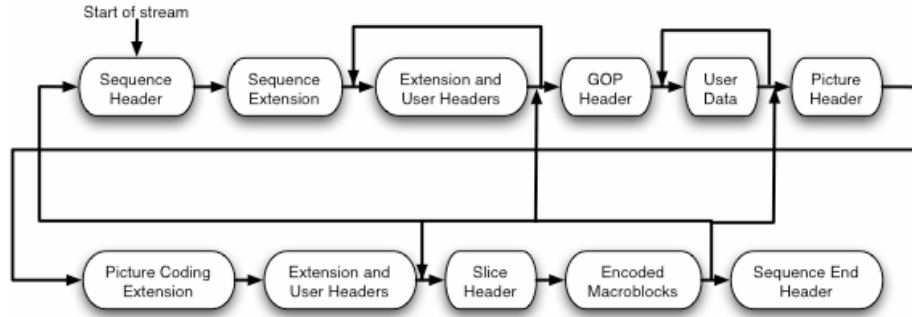 Start of stream
Sequence
Header
Sequence
Extension
Extension and
User Headers
GOP
Header
User
Data
Picture
Header
Picture Coding
Extension
Extension and
User Headers
Slice
Header
Encoded
Macroblocks
Sequence End
Header